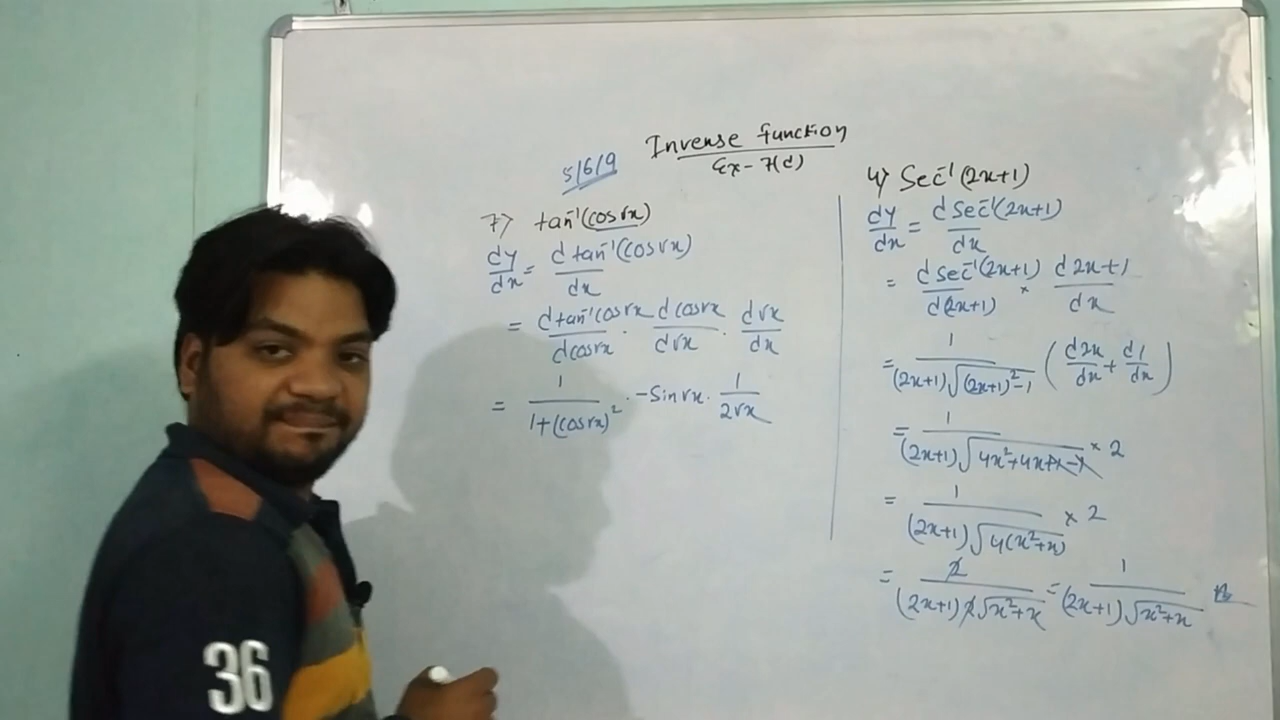 Inverse function
Ex - 7(d)
5/6/9
7) tan⁻¹(cos√x)
dy/dx = d tan⁻¹(cos√x)/dx
= d tan⁻¹cos√x/dcos√x . d cos√x/d√x . d√x/dx
= 1/1+(cos√x)² . -Sin√x . 1/2√x
4) Sec⁻¹(2x+1)
dy/dx = d Sec⁻¹(2x+1)/dx
= d sec⁻¹(2x+1)/d(2x+1) × d 2x+1/dx
= 1/(2x+1)√(2x+1)²-1 (d2x/dx + d1/dx)
= 1/(2x+1)√4x²+4x+1-1 × 2
= 1/(2x+1)√4(x²+x) × 2
= 2/(2x+1)2√x²+x = 1/(2x+1)√x²+x
36